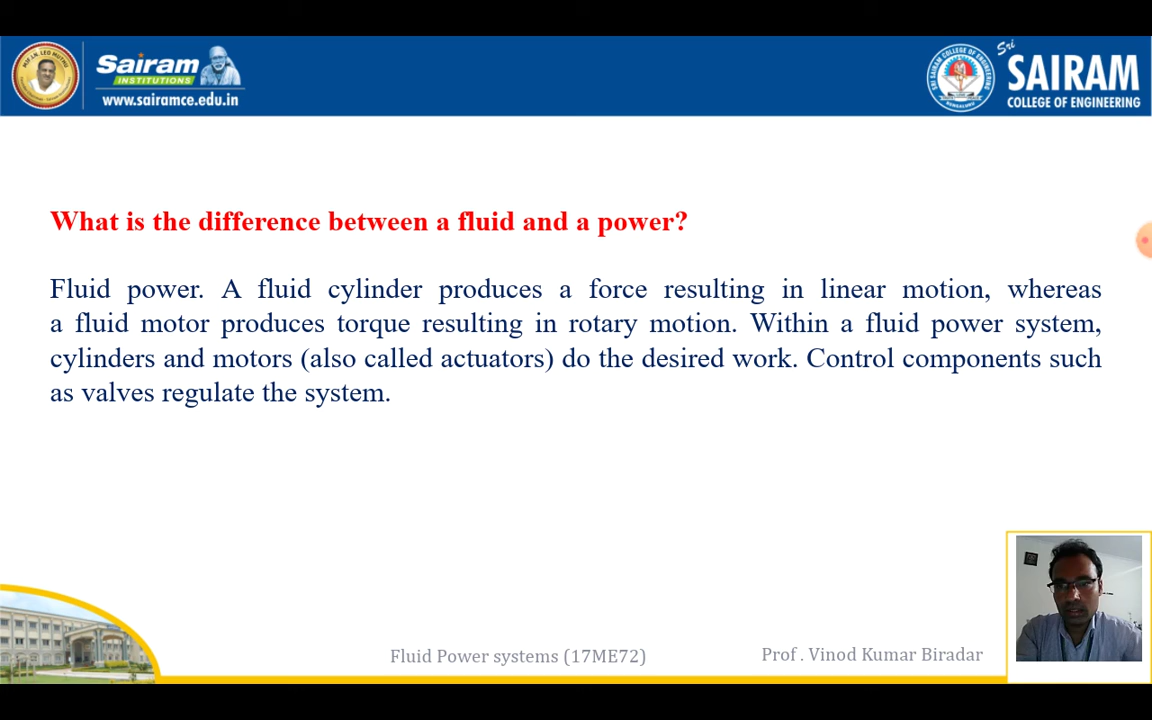 Sairam
INSTITUTIONS
www.sairamce.edu.in
Sri
SAIRAM
COLLEGE OF ENGINEERING
What is the difference between a fluid and a power?
Fluid power. A fluid cylinder produces a force resulting in linear motion, whereas
a fluid motor produces torque resulting in rotary motion. Within a fluid power system,
cylinders and motors (also called actuators) do the desired work. Control components such
as valves regulate the system.
Fluid Power systems (17ME72)
Prof . Vinod Kumar Biradar